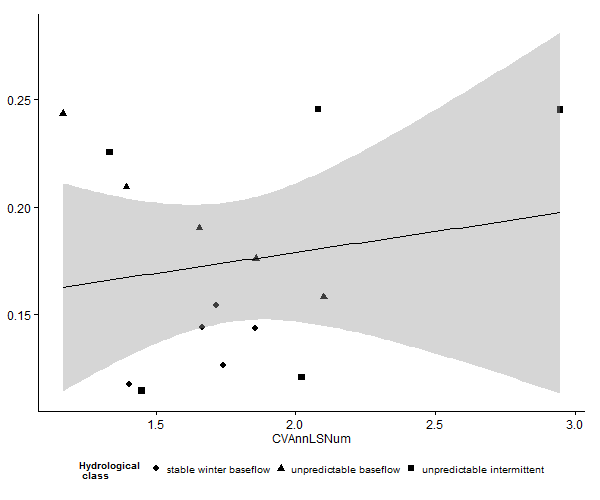 0.25
0.20
0.15
1.5 2.0 2.5 3.0
CVAnnLSNum
Hydrological
class
stable winter baseflow unpredictable baseflow unpredictable intermittent